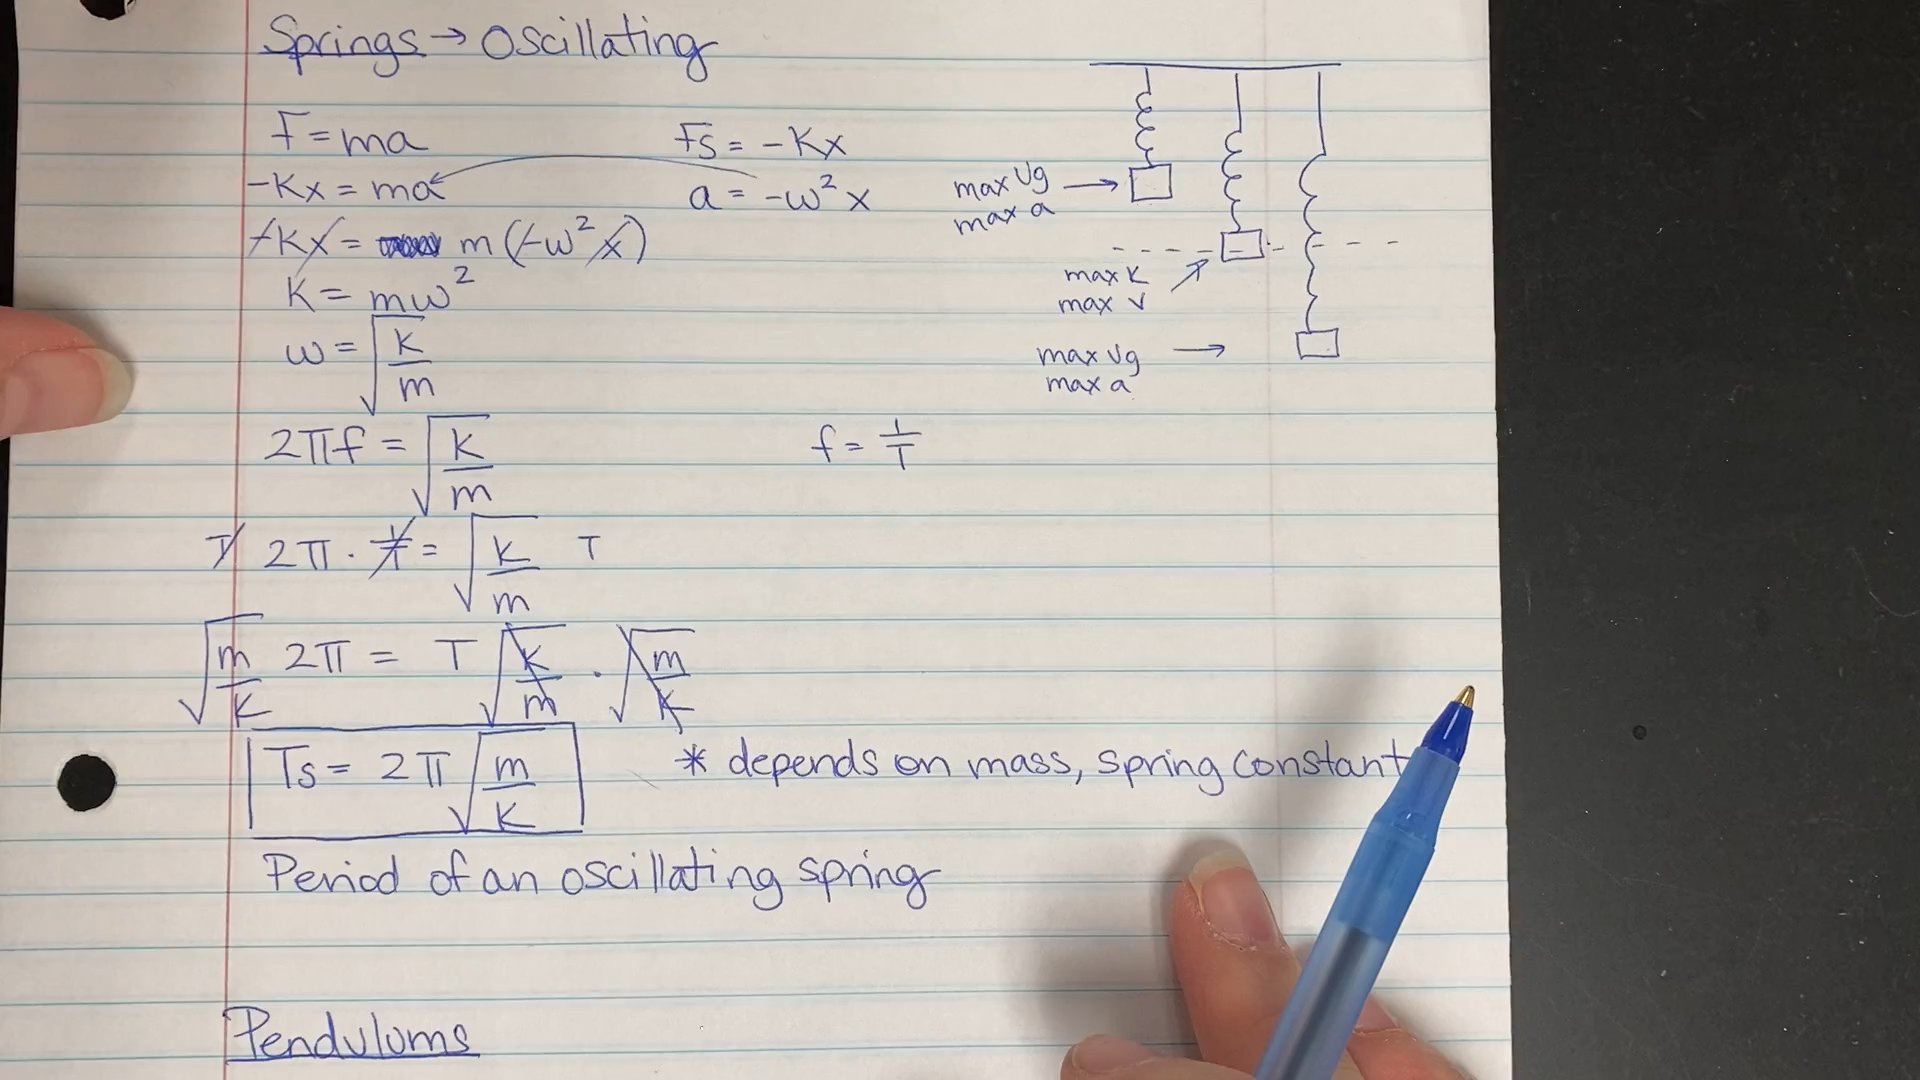 Springs → Oscillating
F = ma
Fs = -Kx
-Kx = ma
a = -ω²x
max Ug →
max a
-Kx = m(-ω²x)
K = mω²
max K
max v
ω = √(K/m)
max Ug →
max a
2πf = √(K/m)
f = 1/T
T 2π · 1/T = √(K/m) T
√(m/K) 2π = T √(K/m) · √(m/K)
Ts = 2π √(m/K)
* depends on mass, spring constant
Period of an oscillating spring
Pendulums